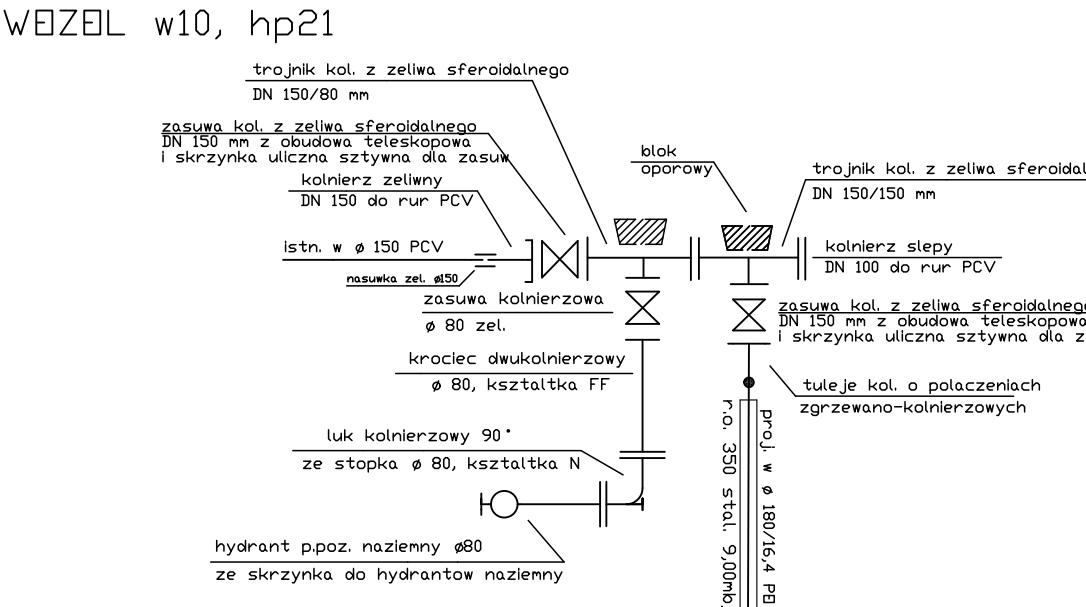 WĘZEŁ w10, hp21
trojnik kol. z zeliwa sferoidalnego
DN 150/80 mm
zasuwa kol. z zeliwa sferoidalnego
DN 150 mm z obudowa teleskopowa
i skrzynka uliczna sztywna dla zasuw
kolnierz zeliwny
DN 150 do rur PCV
istn. w ø 150 PCV
nasuwka zel. ø150
blok
oporowy
trojnik kol. z zeliwa
DN 150/150 mm
kolnierz slepy
DN 100 do rur PCV
zasuwa kolnierzowa
ø 80 zel.
zasuwa kol. z zeliwa sferoidalnego
DN 150 mm z obudowa teleskopowa
i skrzynka uliczna sztywna dla
krociec dwukolnierzowy
ø 80, ksztaltka FF
tuleje kol. o polaczeniach
zgrzewano-kolnierzowych
luk kolnierzowy 90°
ze stopka ø 80, ksztaltka N
hydrant p.poz. naziemny ø80
ze skrzynka do hydrantow naziemny
proj. w ø 180/16,4
r.o. 350 stal. 9,00mb,